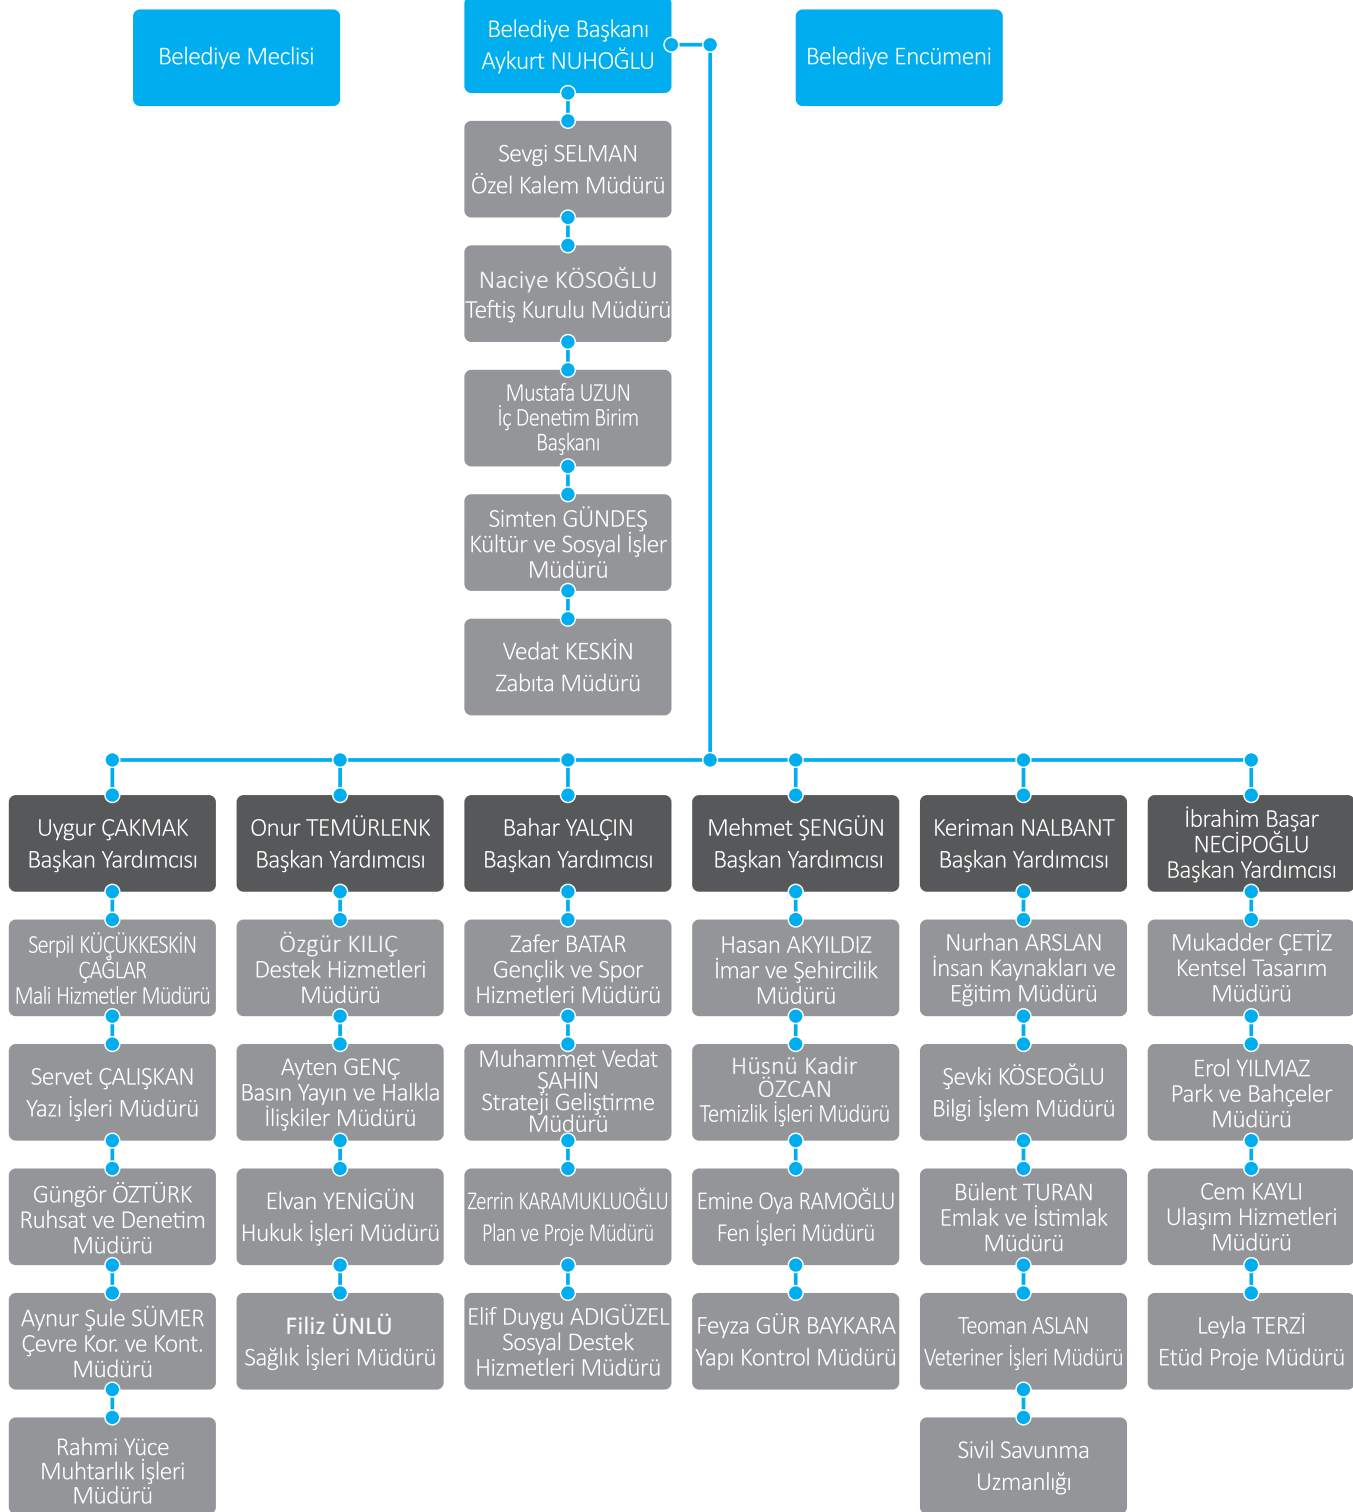 Belediye Meclisi
Belediye Başkanı
Aykurt NUHOĞLU
Belediye Encümeni
Sevgi SELMAN
Özel Kalem Müdürü
Naciye KÖSOĞLU
Teftiş Kurulu Müdürü
Mustafa UZUN
İç Denetim Birim
Başkanı
Simten GÜNDEŞ
Kültür ve Sosyal İşler
Müdürü
Vedat KESKİN
Zabıta Müdürü
Uygur ÇAKMAK
Başkan Yardımcısı
Serpil KÜÇÜKKESKİN
ÇAĞLAR
Mali Hizmetler Müdürü
Servet ÇALIŞKAN
Yazı İşleri Müdürü
Güngör ÖZTÜRK
Ruhsat ve Denetim
Müdürü
Aynur Şule SÜMER
Çevre Kor. ve Kont.
Müdürü
Rahmi Yüce
Muhtarlık İşleri
Müdürü
Onur TEMÜRLENK
Başkan Yardımcısı
Özgür KILIÇ
Destek Hizmetleri
Müdürü
Ayten GENÇ
Basın Yayın ve Halkla
İlişkiler Müdürü
Elvan YENİGÜN
Hukuk İşleri Müdürü
Filiz ÜNLÜ
Sağlık İşleri Müdürü
Bahar YALÇIN
Başkan Yardımcısı
Zafer BATAR
Gençlik ve Spor
Hizmetleri Müdürü
Muhammet Vedat
ŞAHİN
Strateji Geliştirme
Müdürü
Zerrin KARAMUKLUOĞLU
Plan ve Proje Müdürü
Elif Duygu ADIGÜZEL
Sosyal Destek
Hizmetleri Müdürü
Mehmet ŞENGÜN
Başkan Yardımcısı
Hasan AKYILDIZ
İmar ve Şehircilik
Müdürü
Hüsnü Kadir
ÖZCAN
Temizlik İşleri Müdürü
Emine Oya RAMOĞLU
Fen İşleri Müdürü
Feyza GÜR BAYKARA
Yapı Kontrol Müdürü
Keriman NALBANT
Başkan Yardımcısı
Nurhan ARSLAN
İnsan Kaynakları ve
Eğitim Müdürü
Şevki KÖSEOĞLU
Bilgi İşlem Müdürü
Bülent TURAN
Emlak ve İstimlak
Müdürü
Teoman ASLAN
Veteriner İşleri Müdürü
Sivil Savunma
Uzmanlığı
İbrahim Başar
NECİPOĞLU
Başkan Yardımcısı
Mukadder ÇETİZ
Kentsel Tasarım
Müdürü
Erol YILMAZ
Park ve Bahçeler
Müdürü
Cem KAYLI
Ulaşım Hizmetleri
Müdürü
Leyla TERZİ
Etüd Proje Müdürü